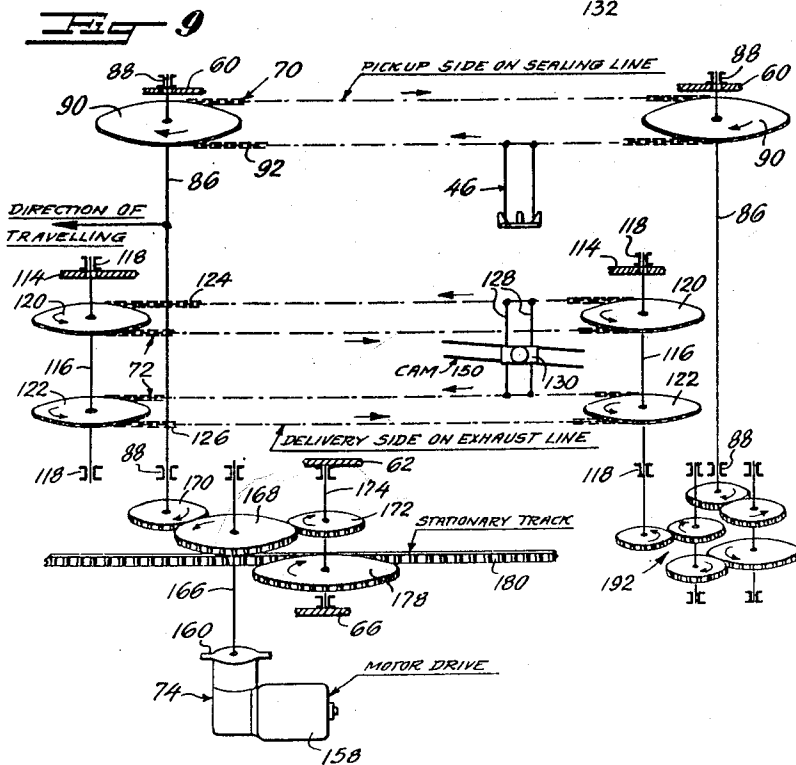 132
Fig 9
88 60 70 PICKUP SIDE ON SEALING LINE 88 60
90 90
92
86 46 86
DIRECTION OF
TRAVELLING
118 118
114 124 114
120 128 120
116 72 CAM 150 130 116
122 72 122
126 DELIVERY SIDE ON EXHAUST LINE
118 88 62 118 88
170 168 174 172
STATIONARY TRACK
166 178 180 192
160 66
74 MOTOR DRIVE
158